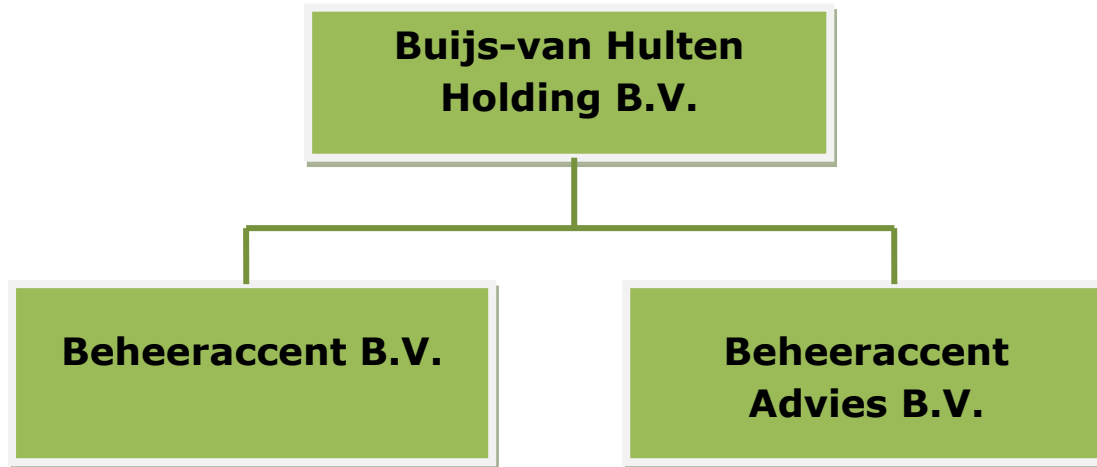 Buijs-van Hulten
Holding B.V.
Beheeraccent B.V.
Beheeraccent
Advies B.V.